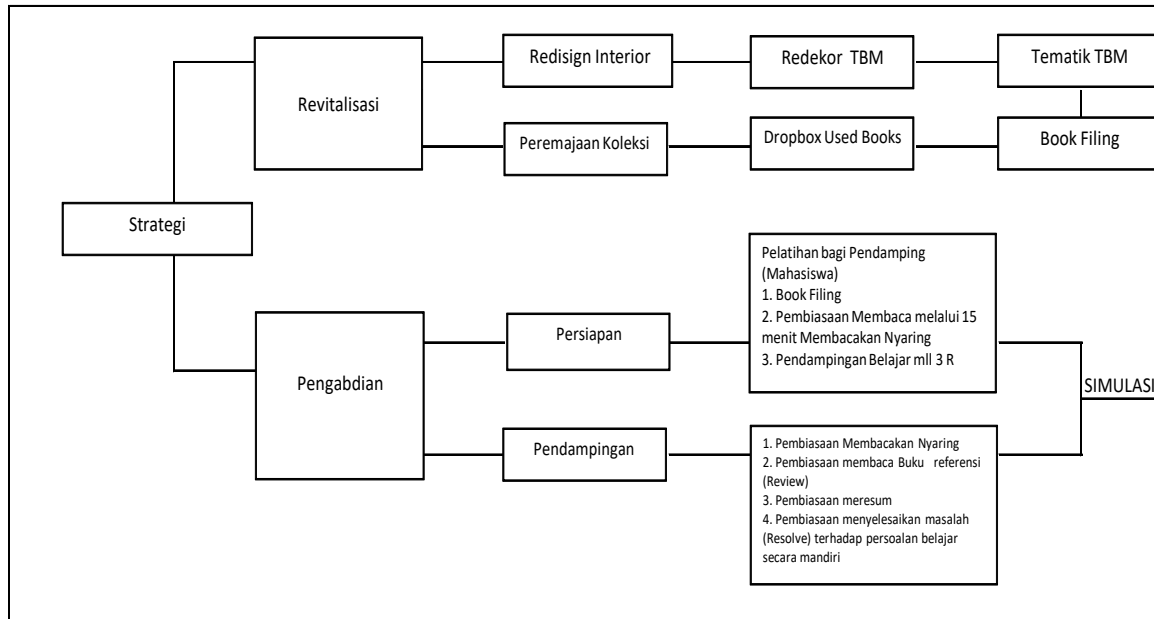 Redisign Interior
Redekor TBM
Tematik TBM
Revitalisasi
Peremajaan Koleksi
Dropbox Used Books
Book Filing
Strategi
Pelatihan bagi Pendamping
(Mahasiswa)
1. Book Filing
2. Pembiasaan Membaca melalui 15
menit Membacakan Nyaring
3. Pendampingan Belajar mll 3 R
Persiapan
Pengabdian
SIMULASI
Pendampingan
1. Pembiasaan Membacakan Nyaring
2. Pembiasaan membaca Buku referensi
(Review)
3. Pembiasaan meresum
4. Pembiasaan menyelesaikan masalah
(Resolve) terhadap persoalan belajar
secara mandiri